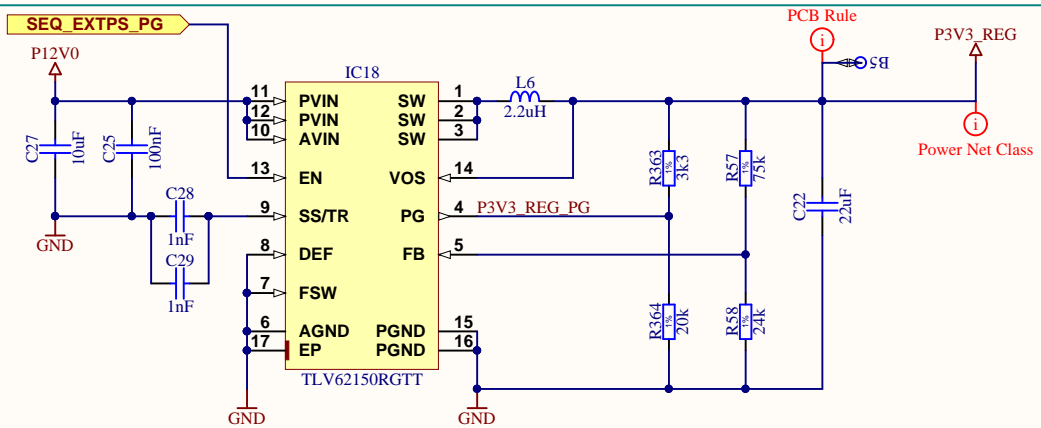 SEQ_EXTPS_PG
PCB Rule
i
P12V0
P3V3_REG
B5
IC18
L6
2.2uH
11
PVIN
SW
1
12
PVIN
SW
2
10
AVIN
SW
3
i
Power Net Class
C27
10uF
C25
100nF
R363
1%
3k3
R57
1%
75k
13
EN
VOS
14
C28
1nF
9
SS/TR
PG
4
P3V3_REG_PG
C22
22uF
GND
C29
1nF
8
DEF
FB
5
7
FSW
R364
1%
20k
R58
1%
24k
6
AGND
PGND
15
17
EP
PGND
16
TLV62150RGTT
GND
GND